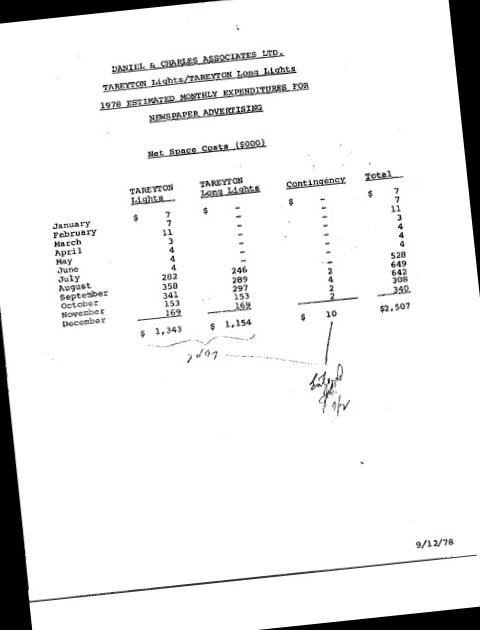 DANIEL & CHARLES ASSOCIATES LTD.
TAREYTON Lights/TAREYTON Long Lights
1978 ESTIMATED MONTHLY EXPENDITURES FOR
NEWSPAPER ADVERTISING
Net Space Costs ($000)
TAREYTON Lights TAREYTON Long Lights Contingency Total
January $ 7 $ - $ - $ 7
February 7 - - 7
March 11 - - 11
April 3 - - 3
May 4 - - 4
June 4 - - 4
July 4 - - 4
August 282 246 - 528
September 358 289 2 649
October 341 297 4 642
November 153 153 2 308
December 169 169 2 340
$ 1,343 $ 1,154 $ 10 $2,507
2497
9/12/78